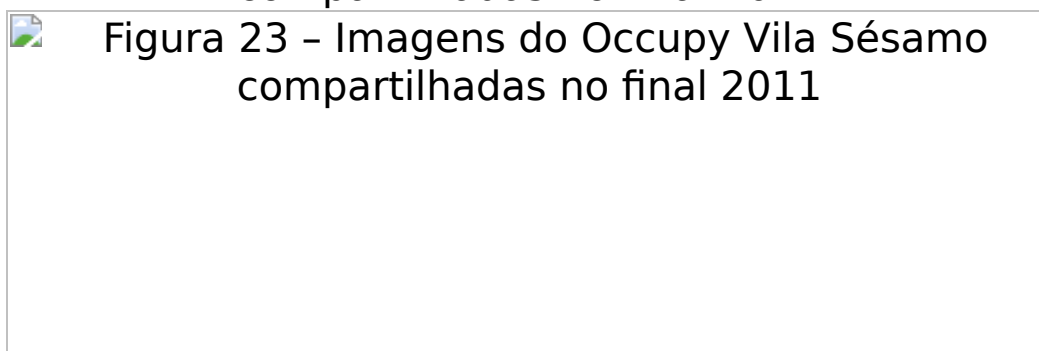 Figura 23 – Imagens do Occupy Vila Sésamo
compartilhadas no final 2011